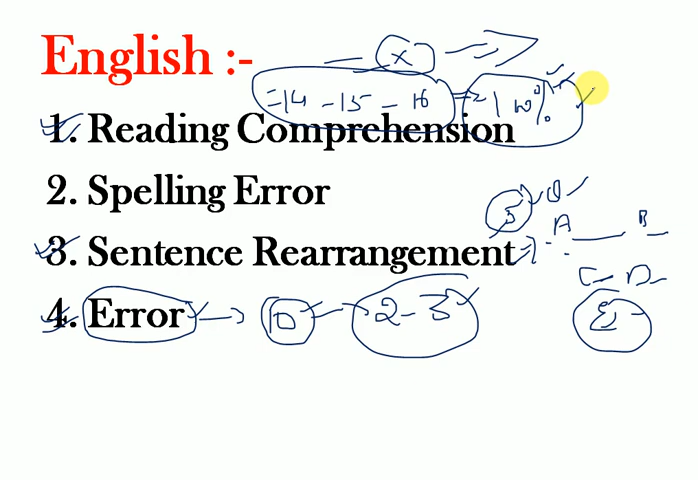 English :- x
=14 - 15 - 16 = 100%
1. Reading Comprehension
2. Spelling Error
5 A B
3. Sentence Rearrangement
C D
4. Error → 10 2-3 E